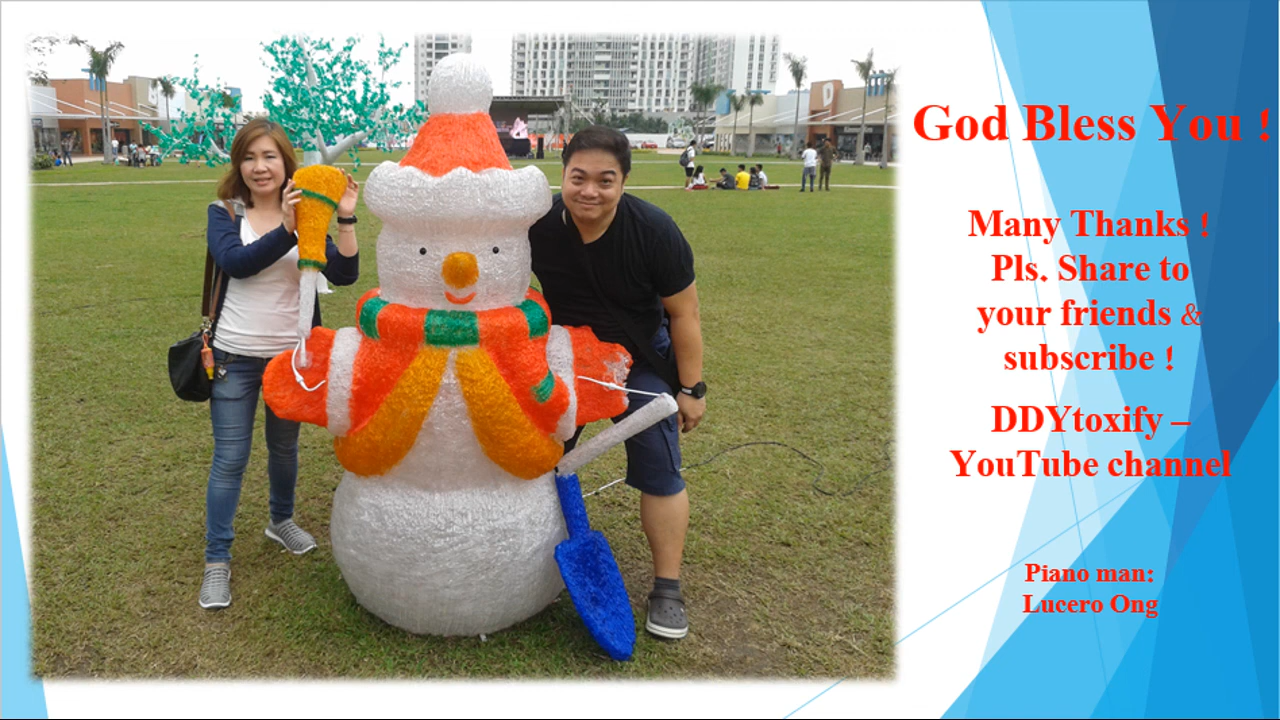 God Bless You !
Many Thanks !
Pls. Share to
your friends &
subscribe !
DDYtoxify –
YouTube channel
Piano man:
Lucero Ong
D